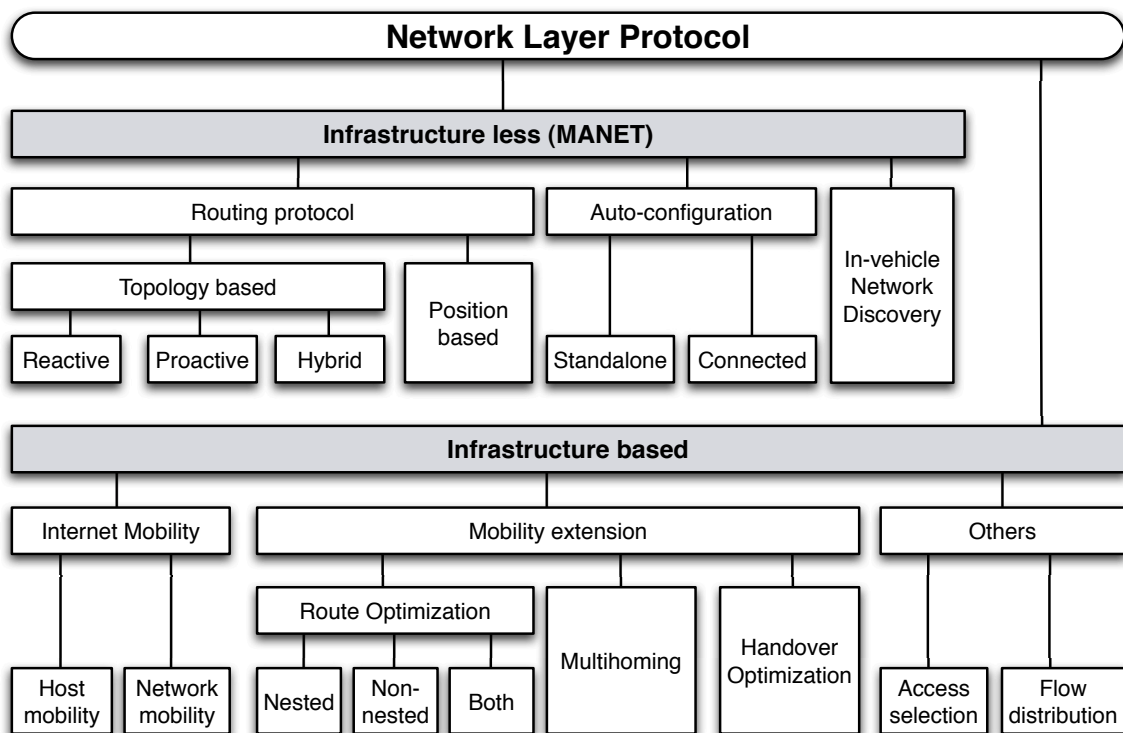 Network Layer Protocol
Infrastructure less (MANET)
Routing protocol
Auto-configuration
In-vehicle
Network
Discovery
Topology based
Position
based
Reactive
Proactive
Hybrid
Standalone
Connected
Infrastructure based
Internet Mobility
Mobility extension
Others
Route Optimization
Multihoming
Handover
Optimization
Host
mobility
Network
mobility
Nested
Non-
nested
Both
Access
selection
Flow
distribution